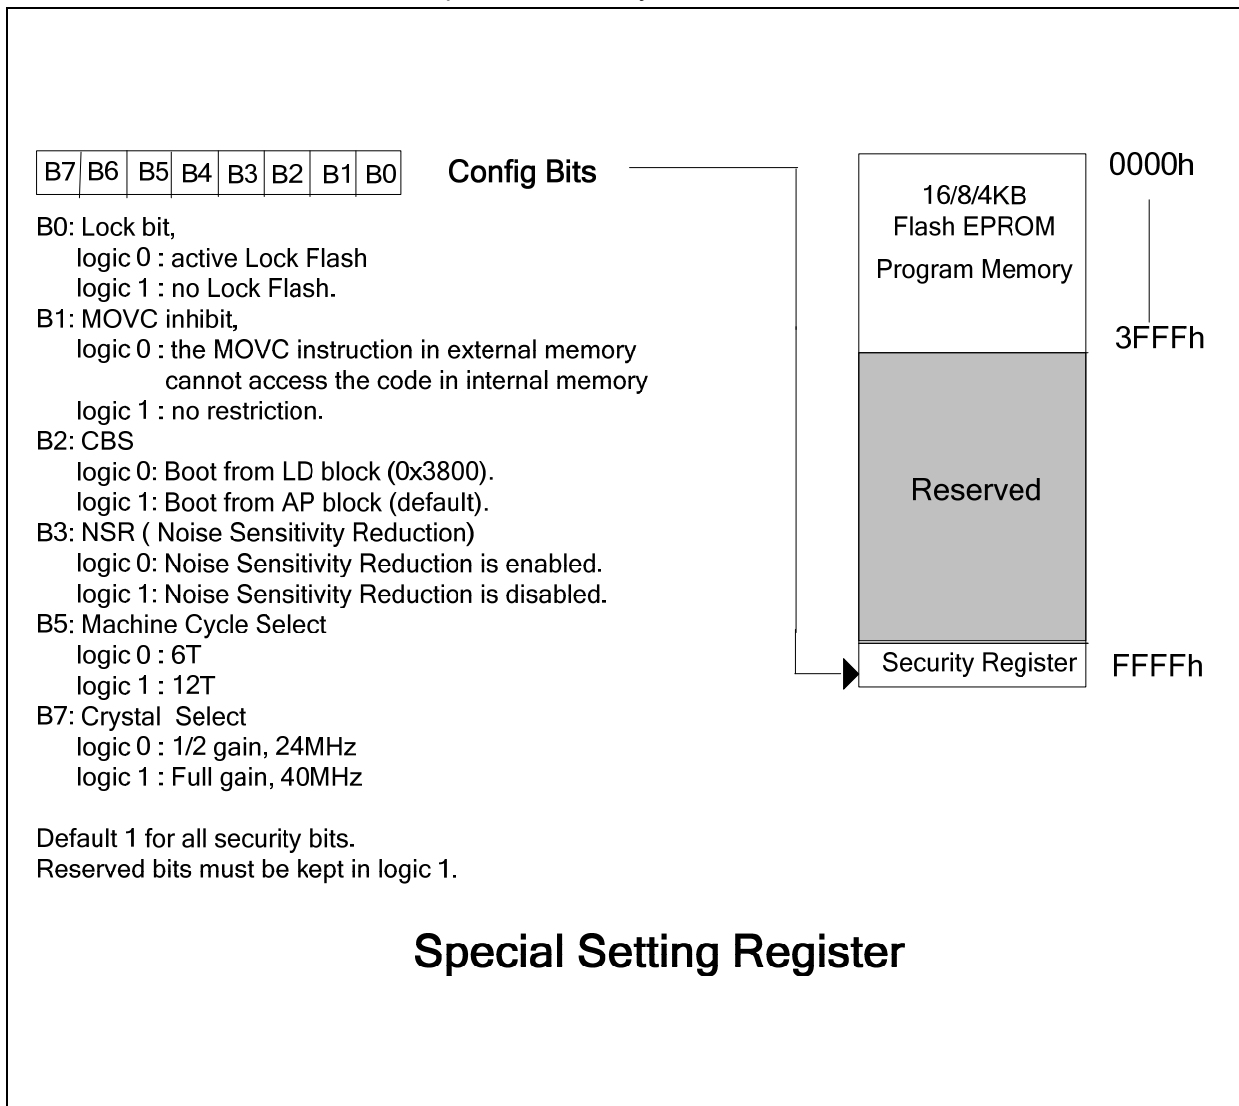 B7 B6 B5 B4 B3 B2 B1 B0
Config Bits
B0: Lock bit,
logic 0 : active Lock Flash
logic 1 : no Lock Flash.
B1: MOVC inhibit,
logic 0 : the MOVC instruction in external memory
cannot access the code in internal memory
logic 1 : no restriction.
B2: CBS
logic 0: Boot from LD block (0x3800).
logic 1: Boot from AP block (default).
B3: NSR ( Noise Sensitivity Reduction)
logic 0: Noise Sensitivity Reduction is enabled.
logic 1: Noise Sensitivity Reduction is disabled.
B5: Machine Cycle Select
logic 0 : 6T
logic 1 : 12T
B7: Crystal Select
logic 0 : 1/2 gain, 24MHz
logic 1 : Full gain, 40MHz
Default 1 for all security bits.
Reserved bits must be kept in logic 1.
16/8/4KB
Flash EPROM
Program Memory
0000h
3FFFh
Reserved
Security Register
FFFFh
Special Setting Register